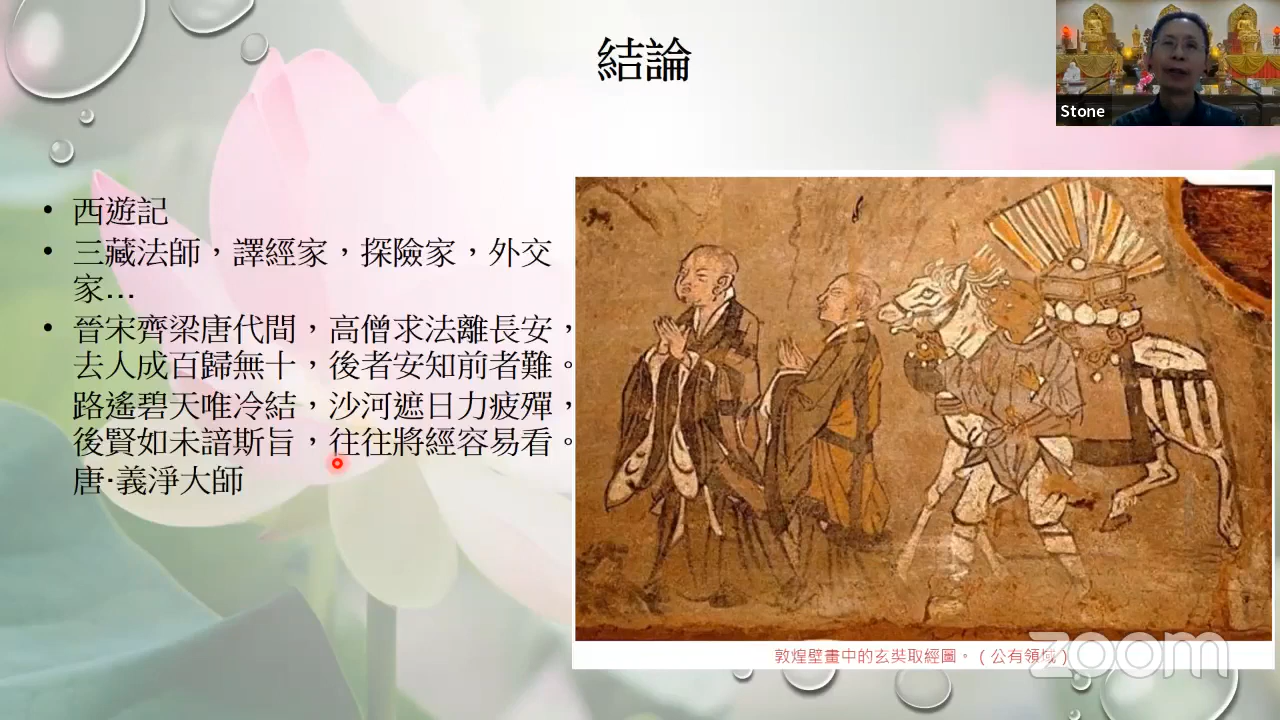 結論
Stone
• 西遊記
• 三藏法師，譯經家，探險家，外交
家…
• 晉宋齊梁唐代間，高僧求法離長安，
去人成百歸無十，後者安知前者難。
路遙碧天唯冷結，沙河遮日力疲殫，
後賢如未諳斯旨，往往將經容易看。
唐·義淨大師
敦煌壁畫中的玄奘取經圖。（公有領域）
zoom